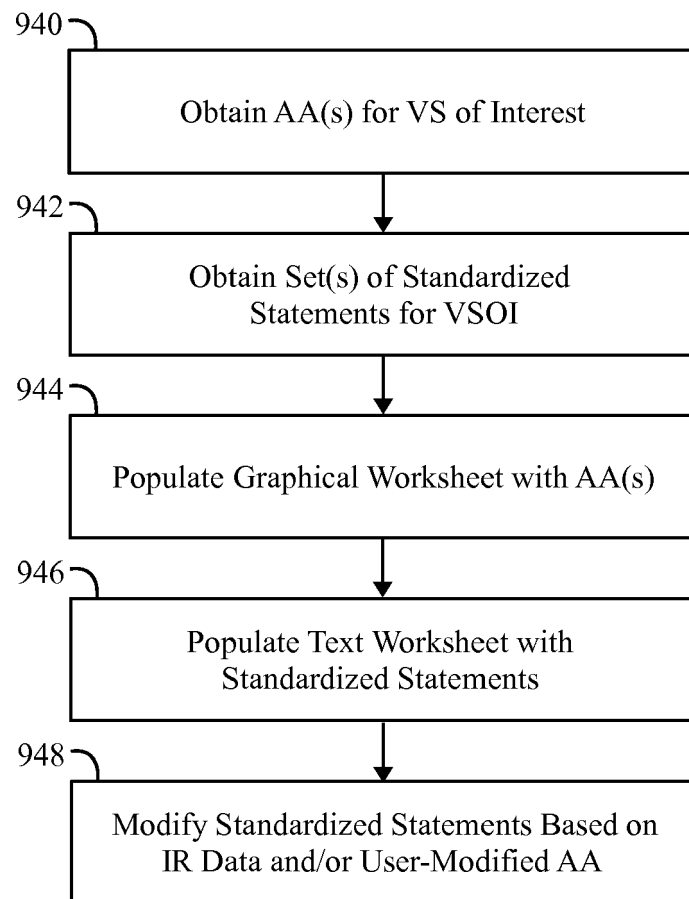 940
Obtain AA(s) for VS of Interest
942
Obtain Set(s) of Standardized
Statements for VSOI
944
Populate Graphical Worksheet with AA(s)
946
Populate Text Worksheet with
Standardized Statements
948
Modify Standardized Statements Based on
IR Data and/or User-Modified AA